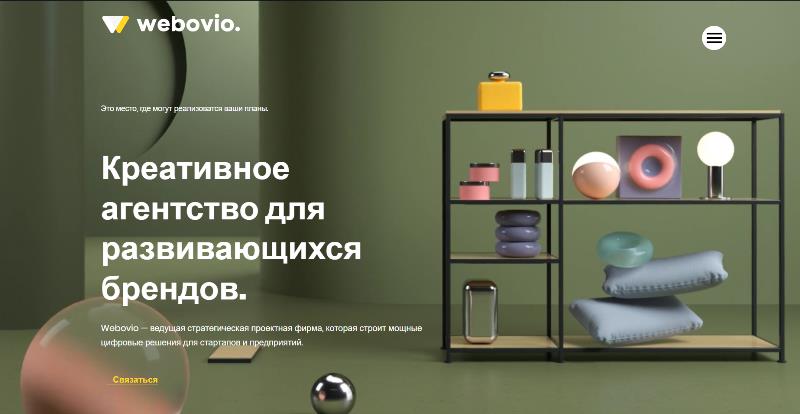 webovio.
Это место, где могут реализоватся ваши планы.
Креативное
агентство для
развивающихся
брендов.
Webovio — ведущая стратегическая проектная фирма, которая строит мощные
цифровые решения для стартапов и предприятий.
Связаться